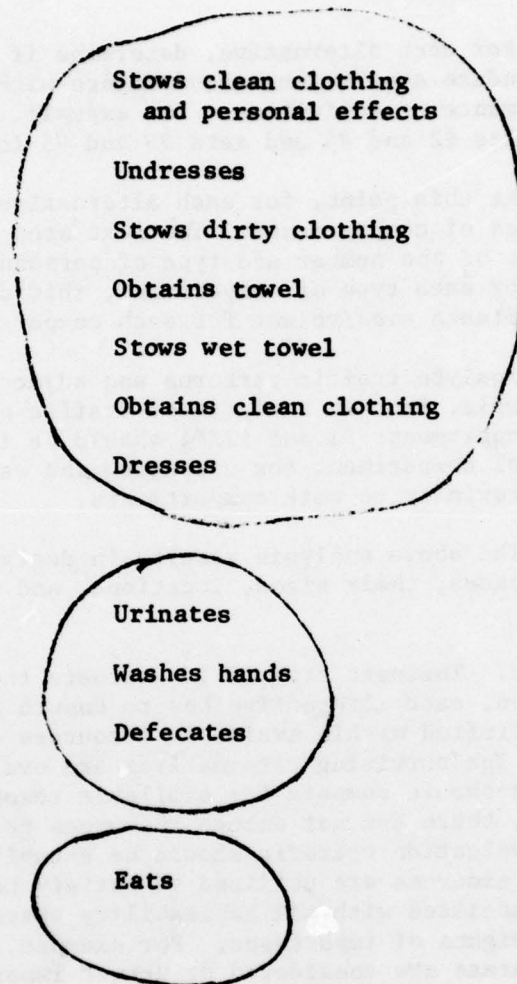 Stows clean clothing
and personal effects
Undresses
Stows dirty clothing
Obtains towel
Stows wet towel
Obtains clean clothing
Dresses
Urinates
Washes hands
Defecates
Eats